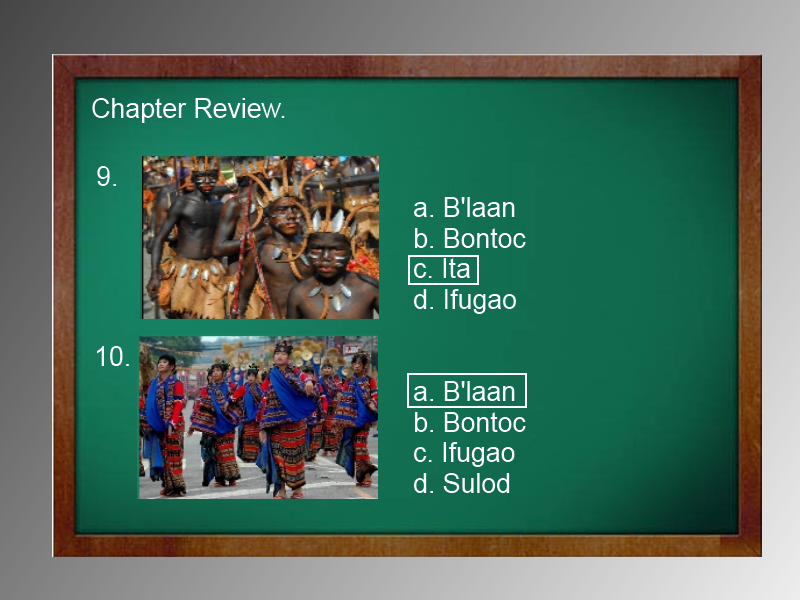 Chapter Review.
9.
a. B'laan
b. Bontoc
c. Ita
d. Ifugao
10.
a. B'laan
b. Bontoc
c. Ifugao
d. Sulod